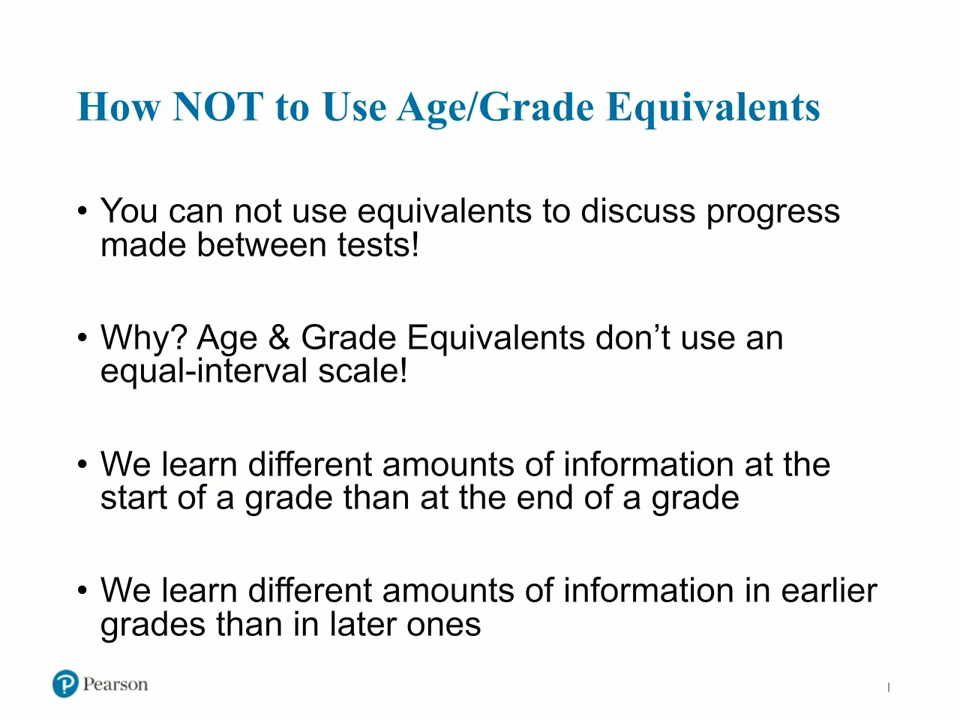 How NOT to Use Age/Grade Equivalents
• You can not use equivalents to discuss progress
made between tests!
• Why? Age & Grade Equivalents don’t use an
equal-interval scale!
• We learn different amounts of information at the
start of a grade than at the end of a grade
• We learn different amounts of information in earlier
grades than in later ones
P Pearson
|